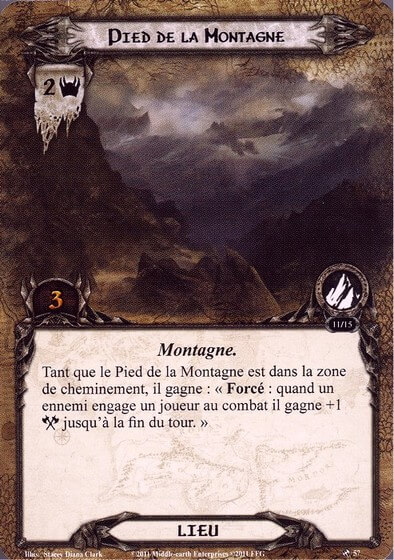 Pied de la Montagne
2
3
11/15
Montagne.
Tant que le Pied de la Montagne est dans la zone
de cheminement, il gagne : « Forcé : quand un
ennemi engage un joueur au combat il gagne +1
jusqu'à la fin du tour. »
MORDOR
LIEU
Illus. Stacey Diana Clark © 2011 Middle-earth Enterprises © 2011 FFG 57